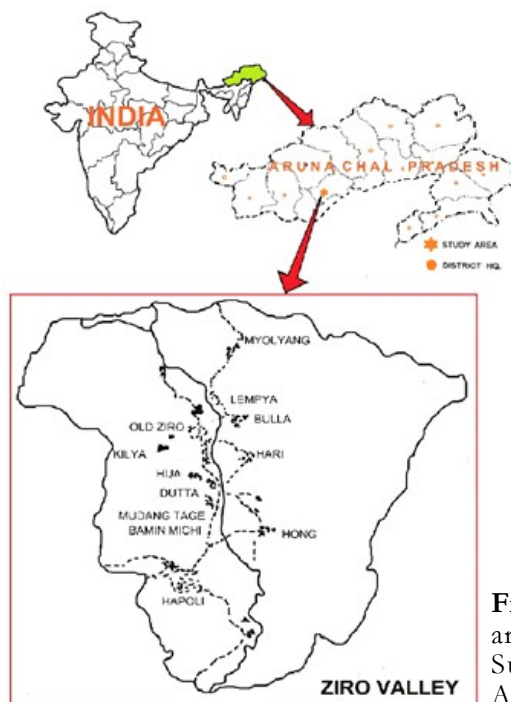 INDIA
ARUNACHAL PRADESH
STUDY AREA
DISTRICT HQ.
MYOLYANG
LEMPYA
BULLA
OLD ZIRO
KILYA
HARI
HIJA
DUTTA
MUDANG TAGE
BAMIN MICHI
HONG
HAPOLI
ZIRO VALLEY